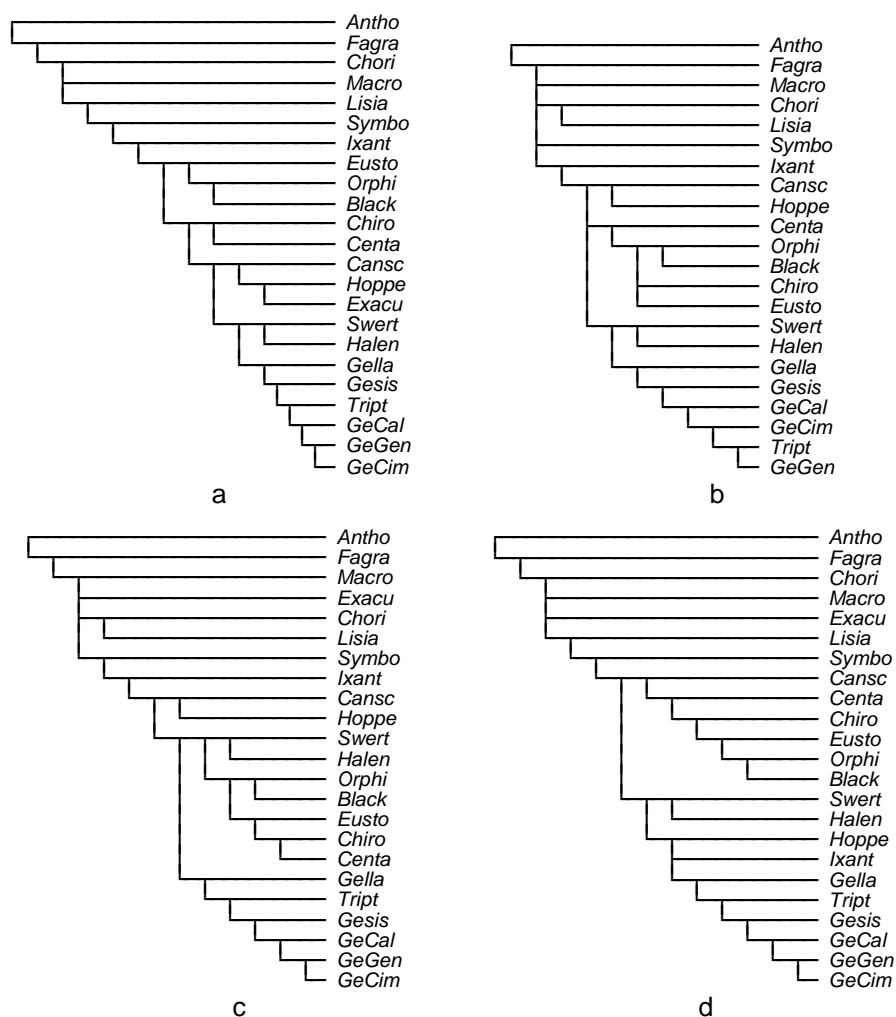 Antho
Fagra
Chori
Macro
Lisia
Symbo
Ixant
Eusto
Orphi
Black
Chiro
Centa
Cansc
Hoppe
Exacu
Swert
Halen
Gella
Gesis
Tript
GeCal
GeGen
GeCim
a
Antho
Fagra
Macro
Chori
Lisia
Symbo
Ixant
Cansc
Hoppe
Centa
Orphi
Black
Chiro
Eusto
Swert
Halen
Gella
Gesis
GeCal
GeCim
Tript
GeGen
b
Antho
Fagra
Macro
Exacu
Chori
Lisia
Symbo
Ixant
Cansc
Hoppe
Swert
Halen
Orphi
Black
Eusto
Chiro
Centa
Gella
Tript
Gesis
GeCal
GeGen
GeCim
c
Antho
Fagra
Chori
Macro
Exacu
Lisia
Symbo
Cansc
Centa
Chiro
Eusto
Orphi
Black
Swert
Halen
Hoppe
Ixant
Gella
Tript
Gesis
GeCal
GeGen
GeCim
d